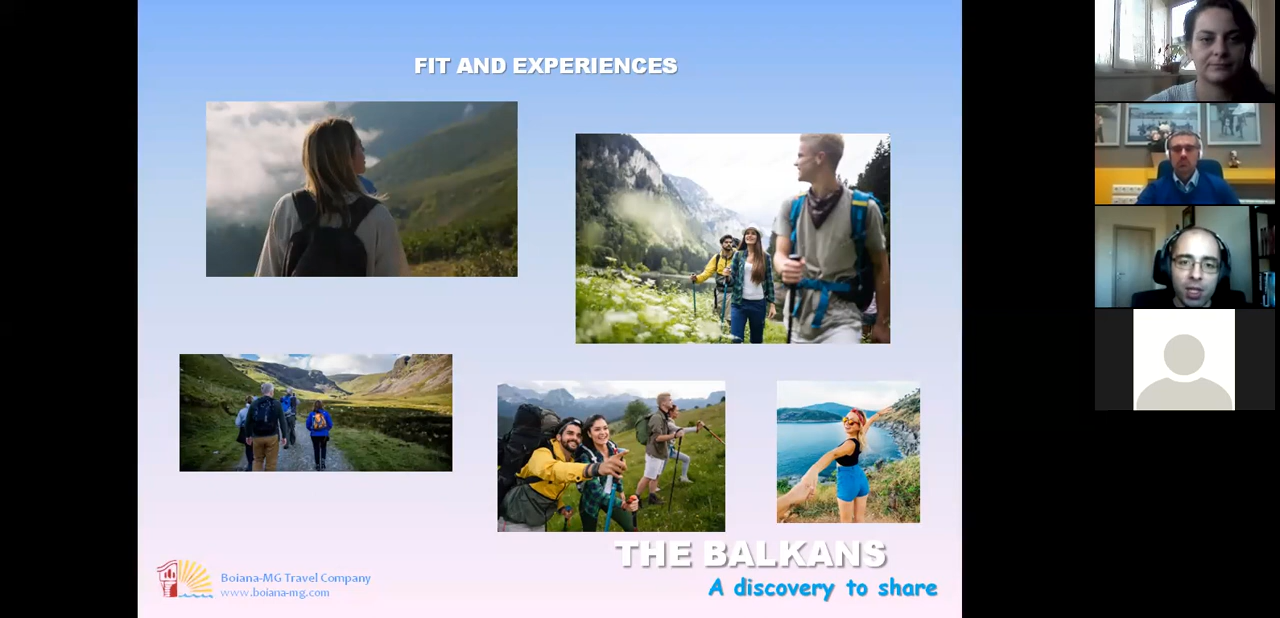 FIT AND EXPERIENCES
THE BALKANS
A discovery to share
Boiana-MG Travel Company
www.boiana-mg.com